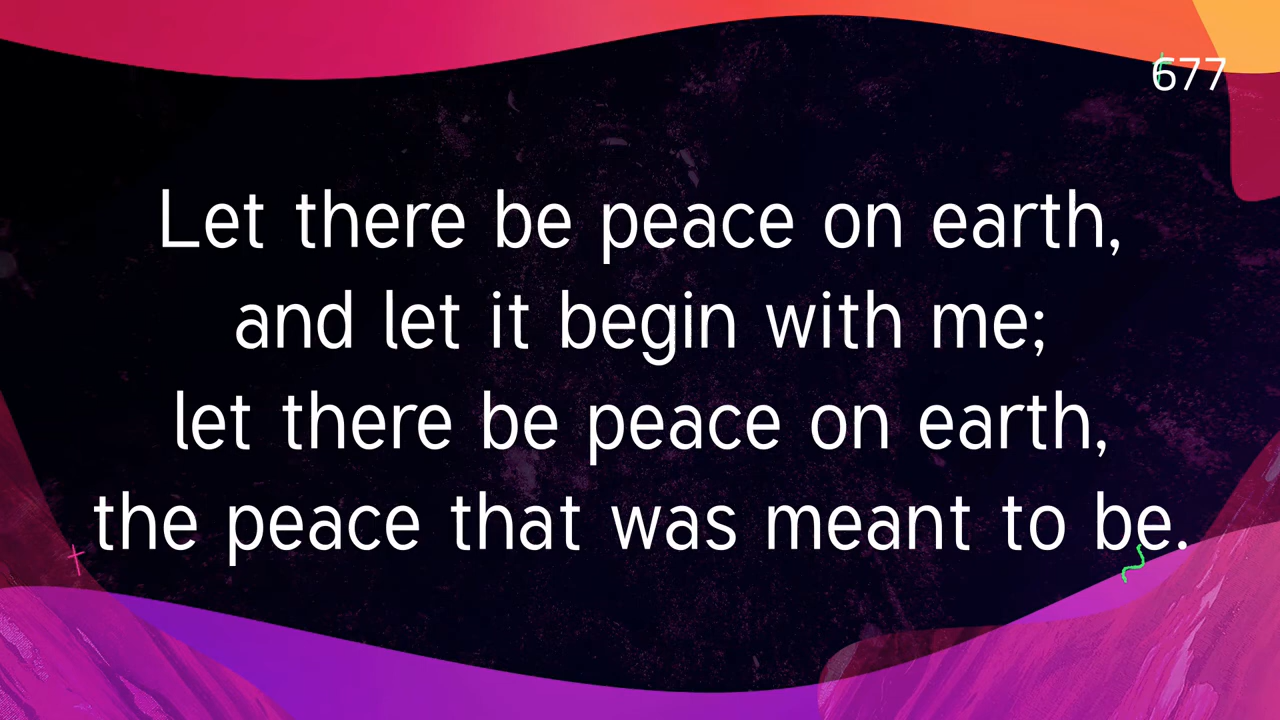 677
Let there be peace on earth,
and let it begin with me;
let there be peace on earth,
the peace that was meant to be.